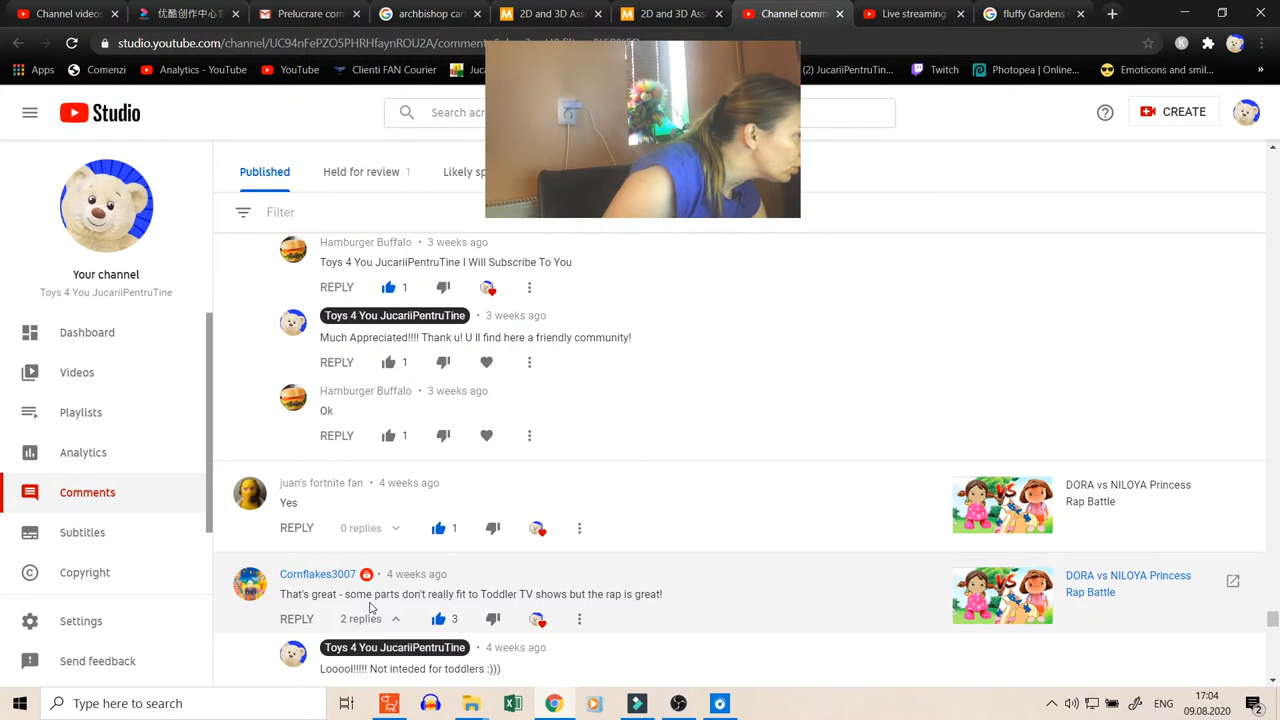 YouTube Studio
优酷创作中心
Prelucrare com
archpentship car
2D and 3D Asse
2D and 3D Asse
Channel comm
Live streaming
fluffy Gardens
studio.youtube.com/channel/UC94nFePZO5PHRHfaynROU2A/comment
Apps
Comenzi
Analytics - YouTube
YouTube
Clienti FAN Courier
Juca
(2) JucariiPentruTine...
Twitch
Photopea | Online...
Emoticons and smil...
Studio
Search acr
CREATE
Published
Held for review 1
Likely sp
Filter
Your channel
Toys 4 You JucariiPentruTine
Dashboard
Videos
Playlists
Analytics
Comments
Subtitles
Copyright
Settings
Send feedback
Hamburger Buffalo • 3 weeks ago
Toys 4 You JucariiPentruTine I Will Subscribe To You
REPLY 1
Toys 4 You JucariiPentruTine • 3 weeks ago
Much Appreciated!!!! Thank u! U ll find here a friendly community!
REPLY 1
Hamburger Buffalo • 3 weeks ago
Ok
REPLY 1
juan's fortnite fan • 4 weeks ago
Yes
REPLY 0 replies 1
DORA vs NILOYA Princess
Rap Battle
Cornflakes3007 • 4 weeks ago
That's great - some parts don't really fit to Toddler TV shows but the rap is great!
REPLY 2 replies 3
DORA vs NILOYA Princess
Rap Battle
Toys 4 You JucariiPentruTine • 4 weeks ago
Looool!!!!! Not inteded for toddlers :)))
Type here to search
ENG
17:04
09.08.2020
2